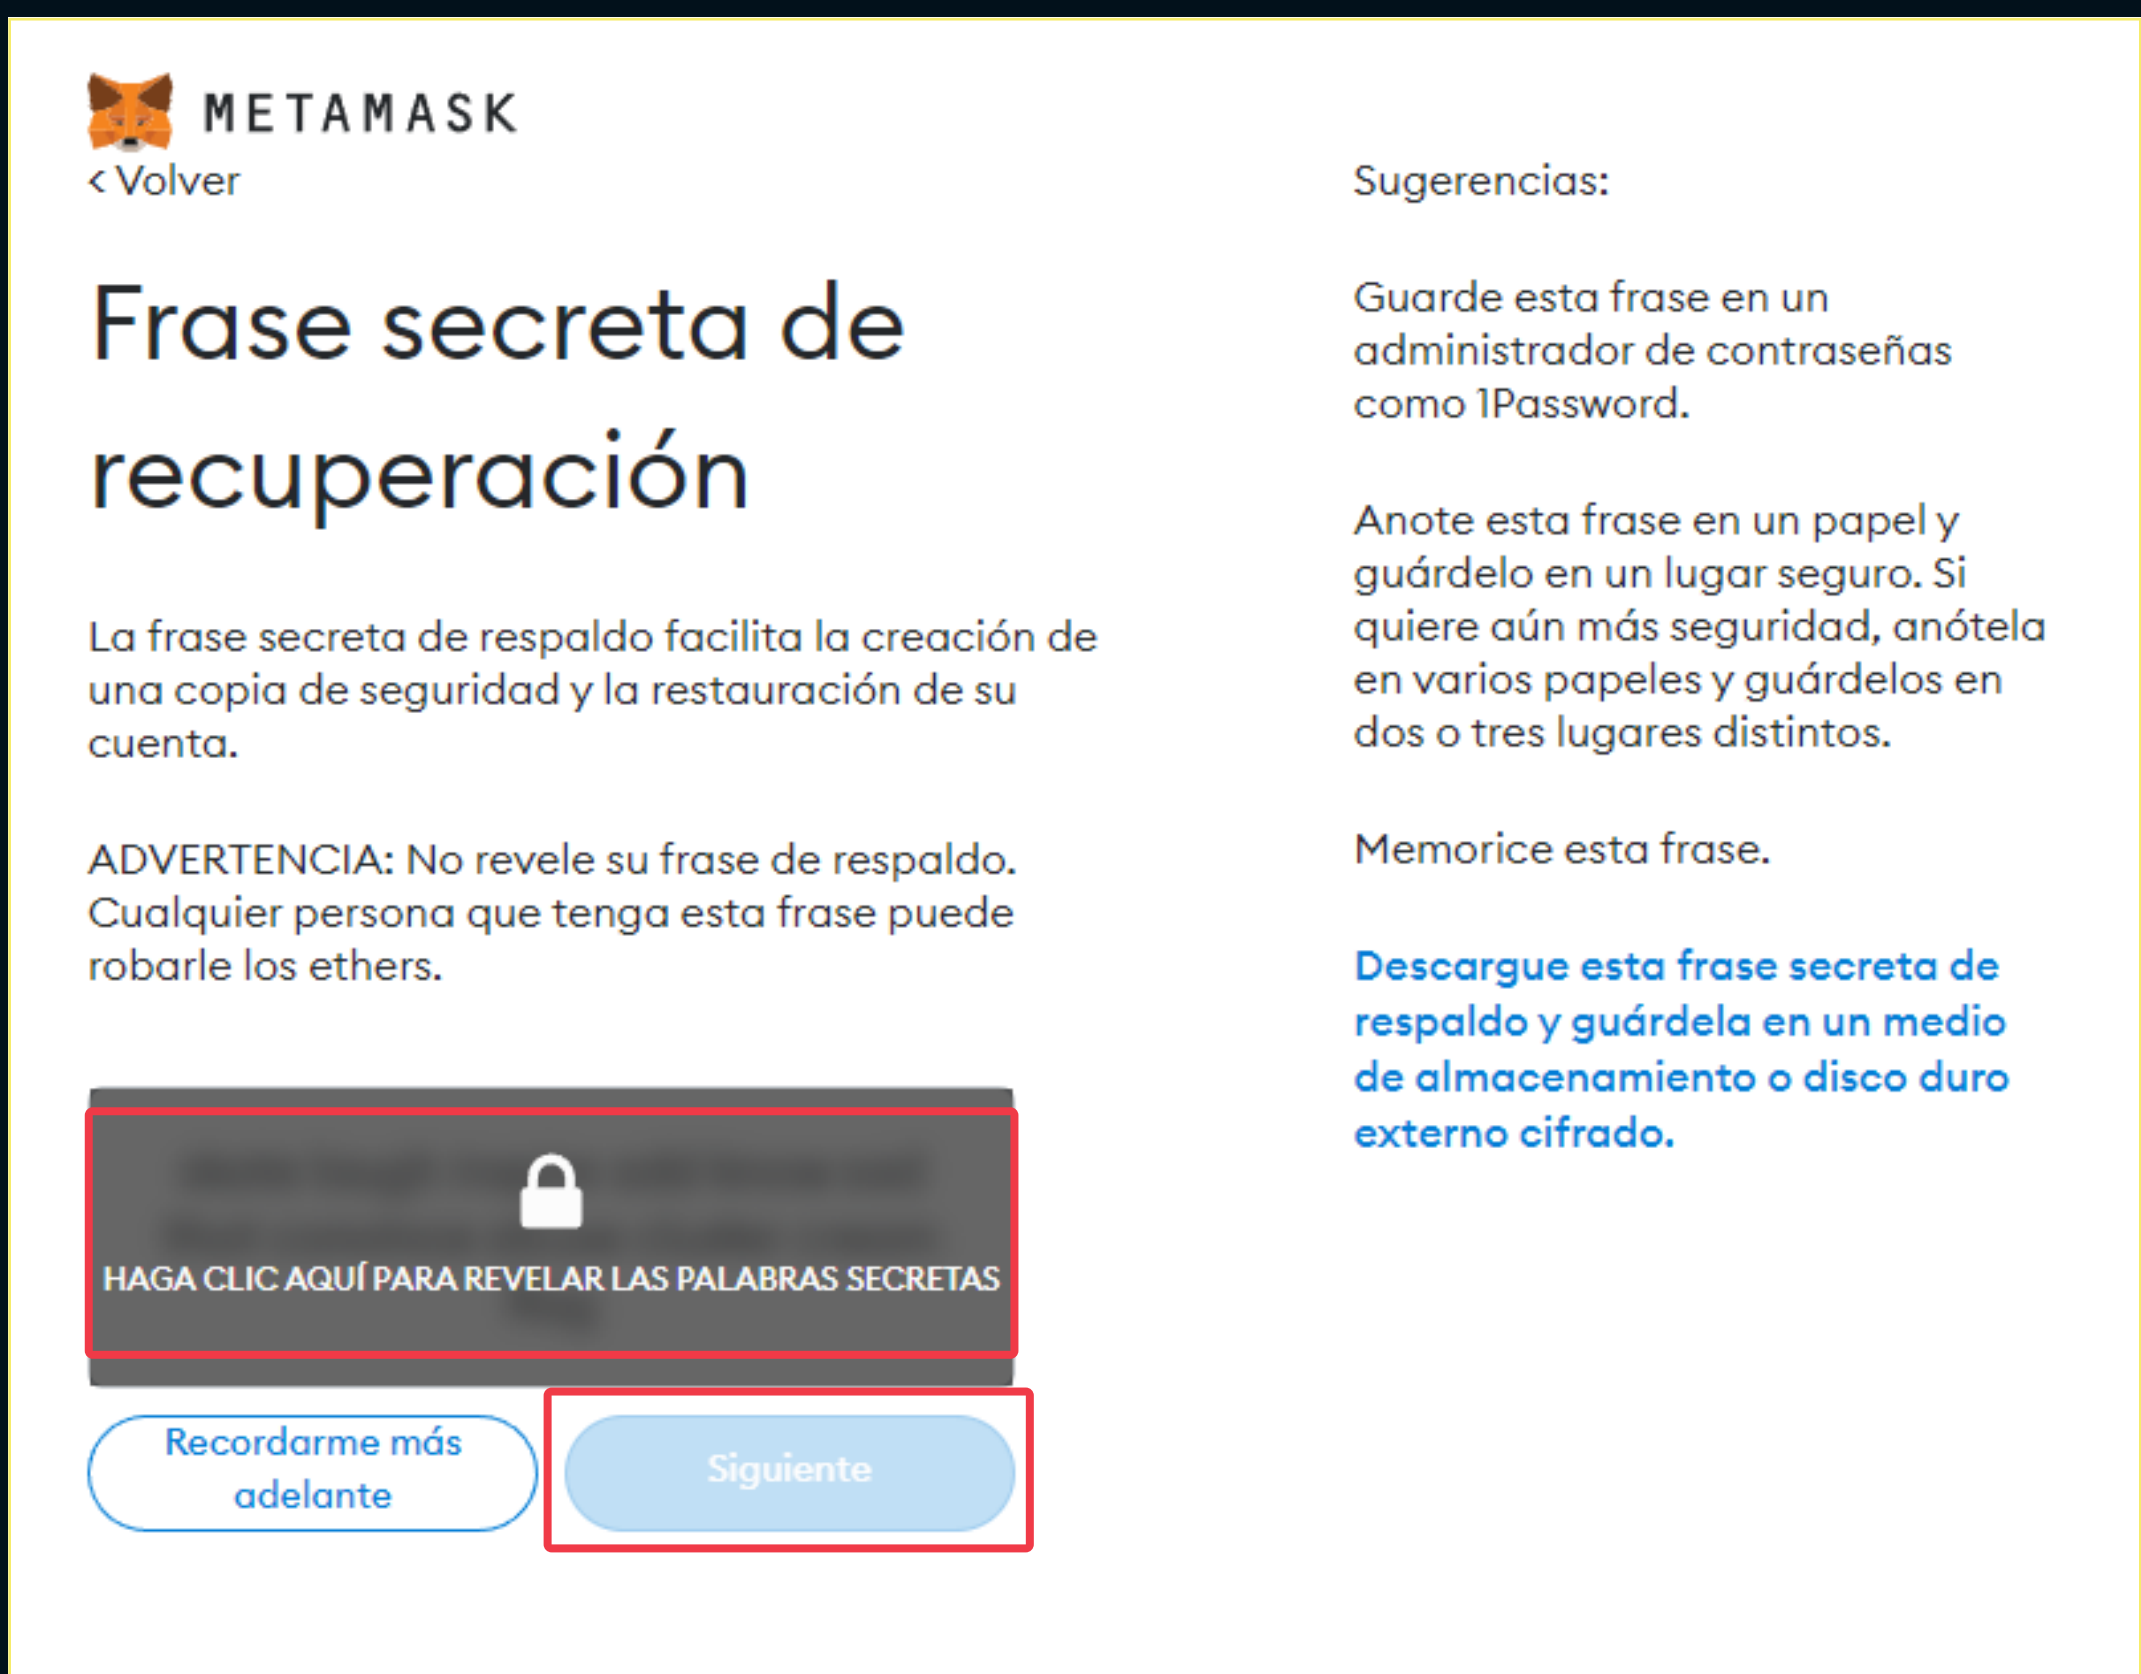 METAMASK
< Volver
Frase secreta de
recuperación
La frase secreta de respaldo facilita la creación de
una copia de seguridad y la restauración de su
cuenta.
ADVERTENCIA: No revele su frase de respaldo.
Cualquier persona que tenga esta frase puede
robarle los ethers.
HAGA CLIC AQUÍ PARA REVELAR LAS PALABRAS SECRETAS
Recordarme más
adelante
Siguiente
Sugerencias:
Guarde esta frase en un
administrador de contraseñas
como 1Password.
Anote esta frase en un papel y
guárdelo en un lugar seguro. Si
quiere aún más seguridad, anótela
en varios papeles y guárdelos en
dos o tres lugares distintos.
Memorice esta frase.
Descargue esta frase secreta de
respaldo y guárdela en un medio
de almacenamiento o disco duro
externo cifrado.